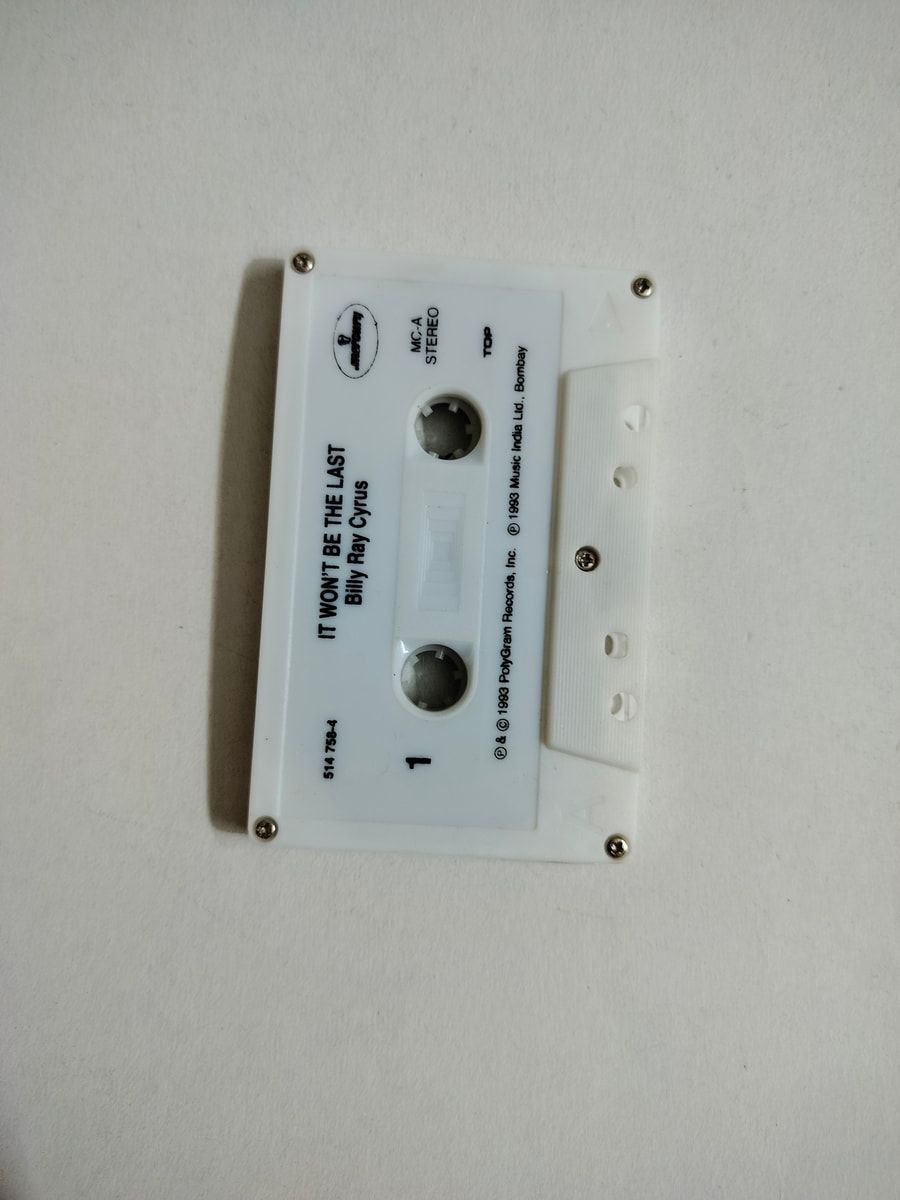 mercury
IT WON'T BE THE LAST
Billy Ray Cyrus
514 758-4
MC-A
STEREO
1
TOP
℗ & © 1993 PolyGram Records, Inc. ℗ 1993 Music India Ltd., Bombay
A